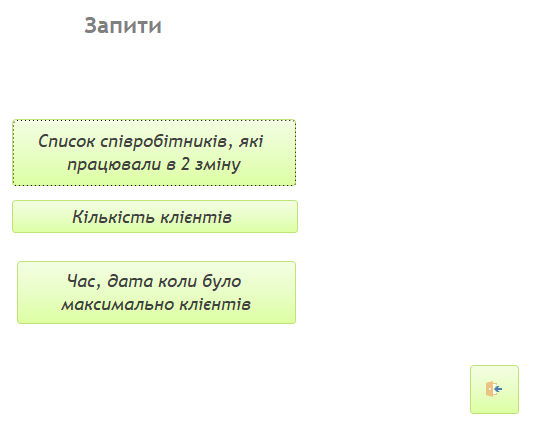 Запити
Список співробітників, які
працювали в 2 зміну
Кількість клієнтів
Час, дата коли було
максимально клієнтів